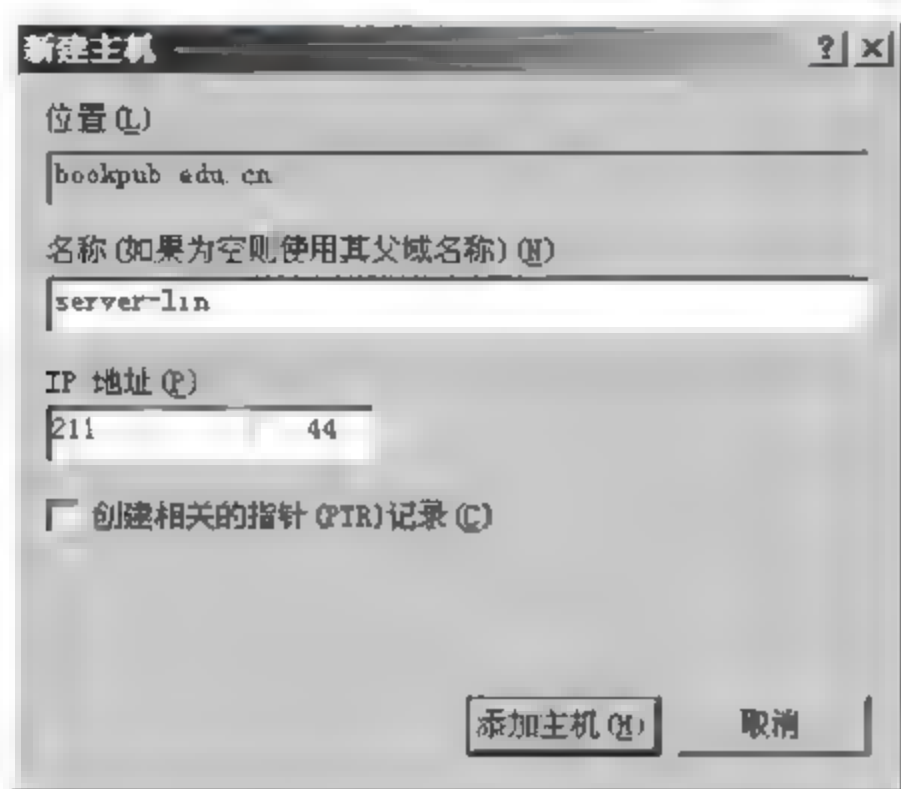 新建主机
位置(L)
bookpub edu. cn
名称(如果为空则使用其父域名称)(N)
server-lin
IP 地址(P)
211 44
创建相关的指针(PTR)记录(C)
添加主机(H) 取消